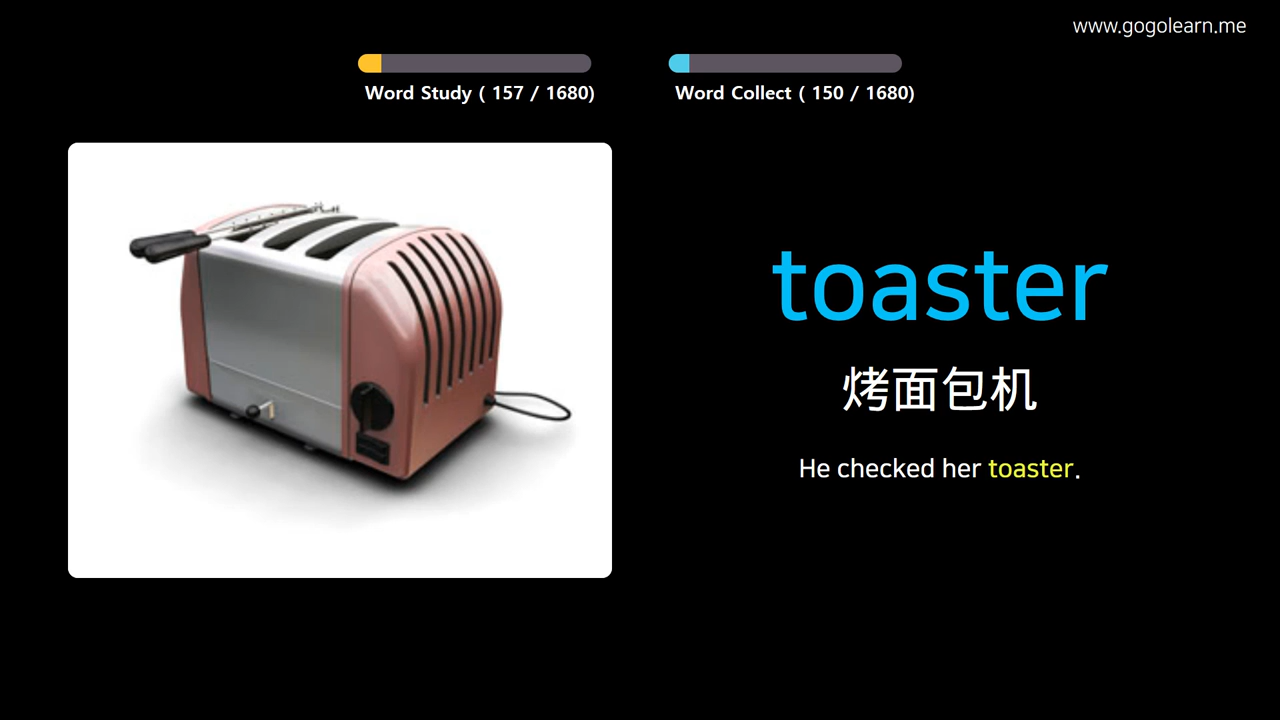 www.gogolearn.me
Word Study ( 157 / 1680)
Word Collect ( 150 / 1680)
toaster
烤面包机
He checked her toaster.